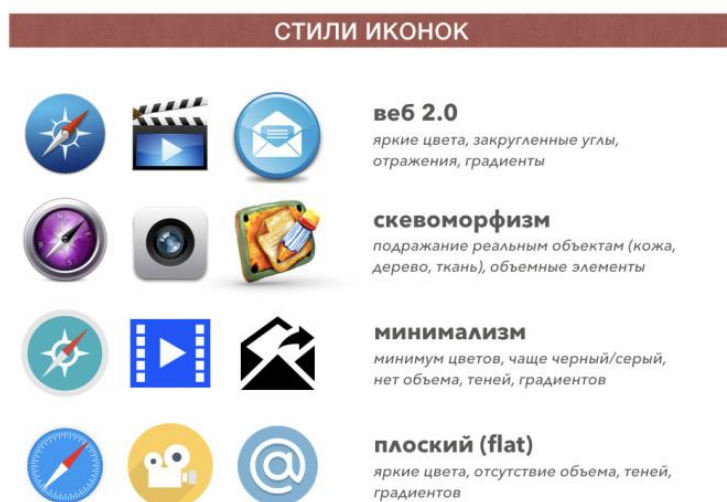 СТИЛИ ИКОНОК
веб 2.0
яркие цвета, закругленные углы,
отражения, градиенты
скевоморфизм
подражание реальным объектам (кожа,
дерево, ткань), объемные элементы
минимализм
минимум цветов, чаще черный/серый,
нет объема, теней, градиентов
плоский (flat)
яркие цвета, отсутствие объема, теней,
градиентов